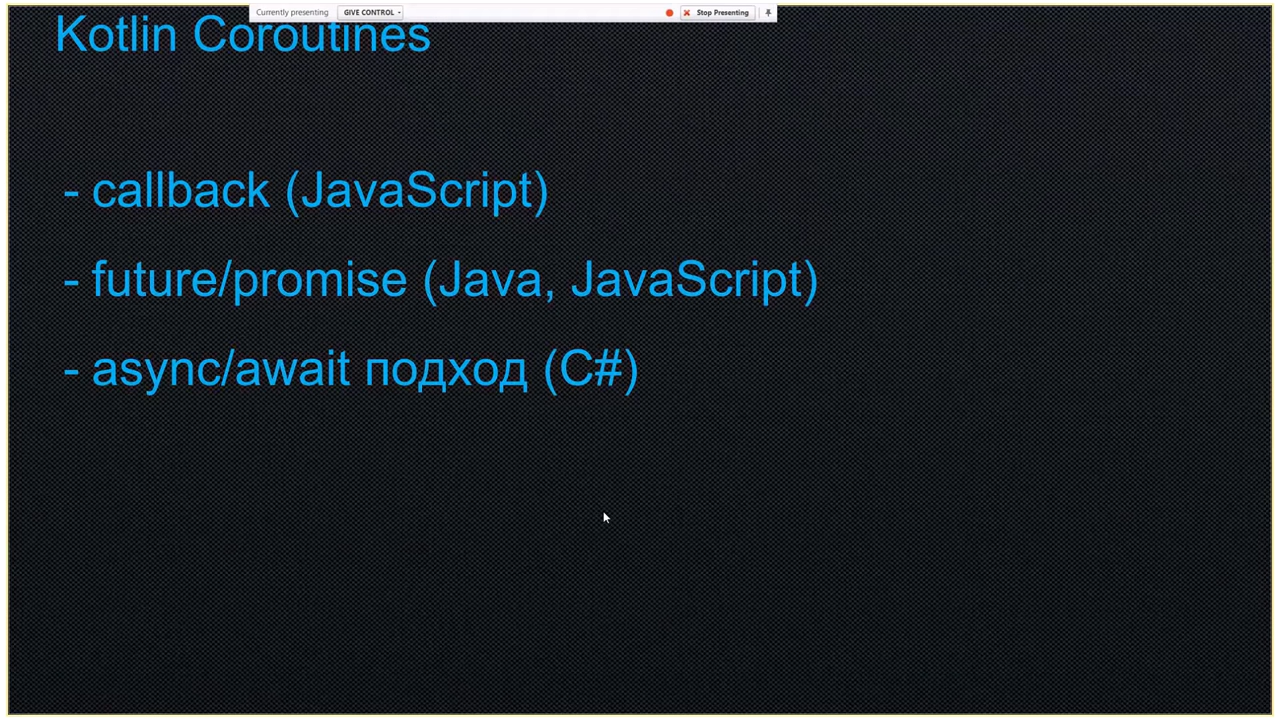 Currently presenting GIVE CONTROL Stop Presenting
Kotlin Coroutines
- callback (JavaScript)
- future/promise (Java, JavaScript)
- async/await подход (C#)